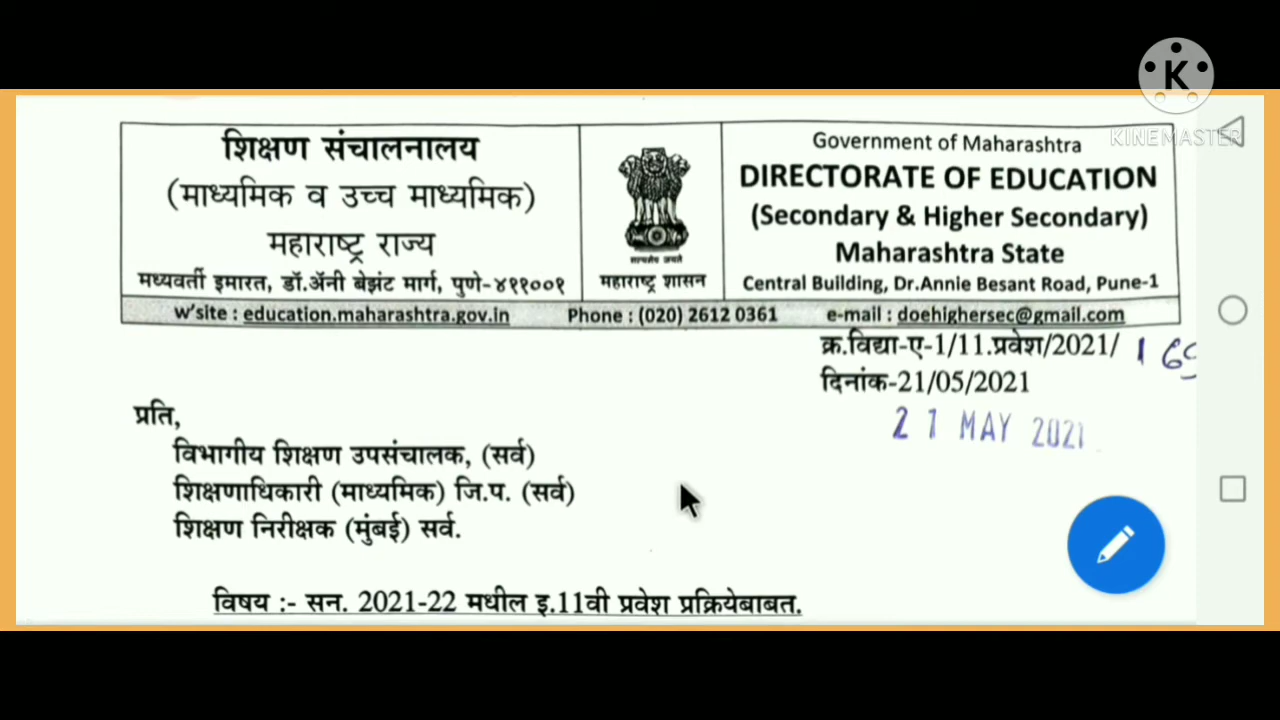 K
KINEMASTER
शिक्षण संचालनालय
(माध्यमिक व उच्च माध्यमिक)
महाराष्ट्र राज्य
मध्यवर्ती इमारत, डॉ.ॲनी बेझंट मार्ग, पुणे-४११००१
सत्यमेव जयते
महाराष्ट्र शासन
Government of Maharashtra
DIRECTORATE OF EDUCATION
(Secondary & Higher Secondary)
Maharashtra State
Central Building, Dr.Annie Besant Road, Pune-1
w'site : education.maharashtra.gov.in Phone : (020) 2612 0361 e-mail : doehighersec@gmail.com
क्र.विद्या-ए-1/11.प्रवेश/2021/
दिनांक-21/05/2021
21 MAY 2021
प्रति,
विभागीय शिक्षण उपसंचालक, (सर्व)
शिक्षणाधिकारी (माध्यमिक) जि.प. (सर्व)
शिक्षण निरीक्षक (मुंबई) सर्व.
विषय :- सन. 2021-22 मधील इ.11वी प्रवेश प्रक्रियेबाबत.